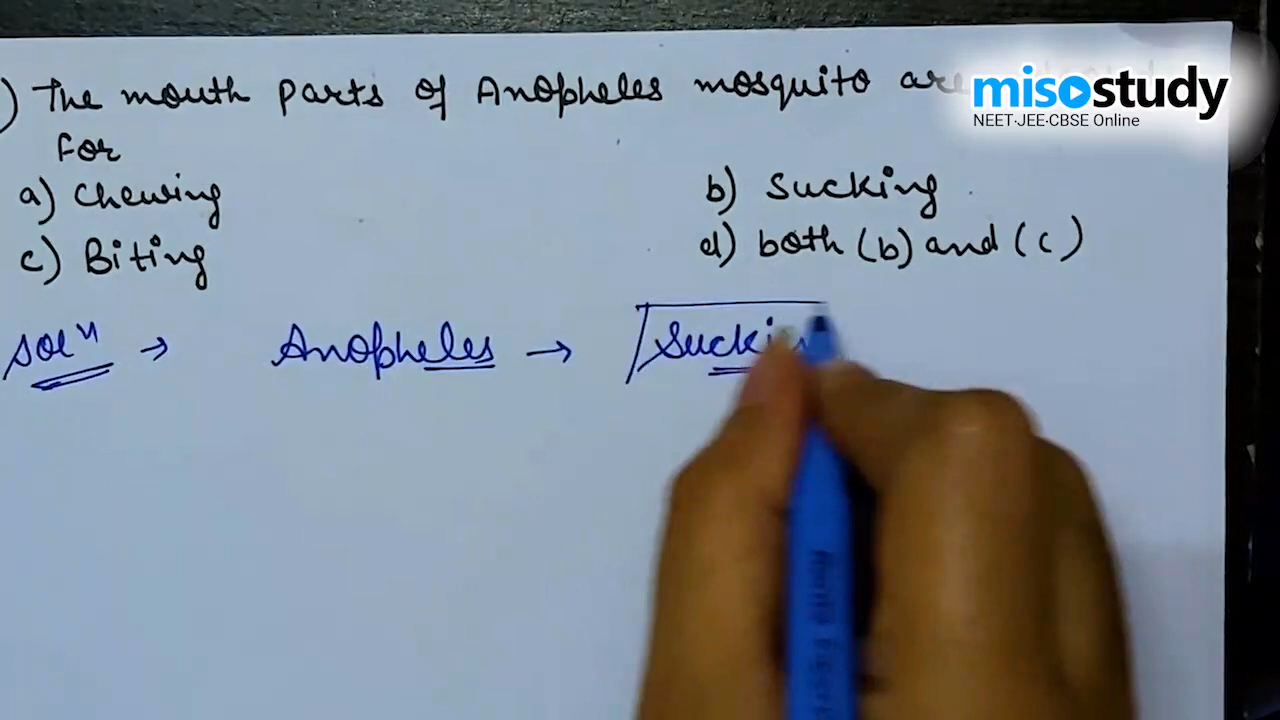 ) The mouth parts of Anopheles mosquito are
for
a) Chewing
b) Sucking
c) Biting
d) both (b) and (c)
Soln → Anopheles → Sucki
misostudy
NEET-JEE-CBSE Online